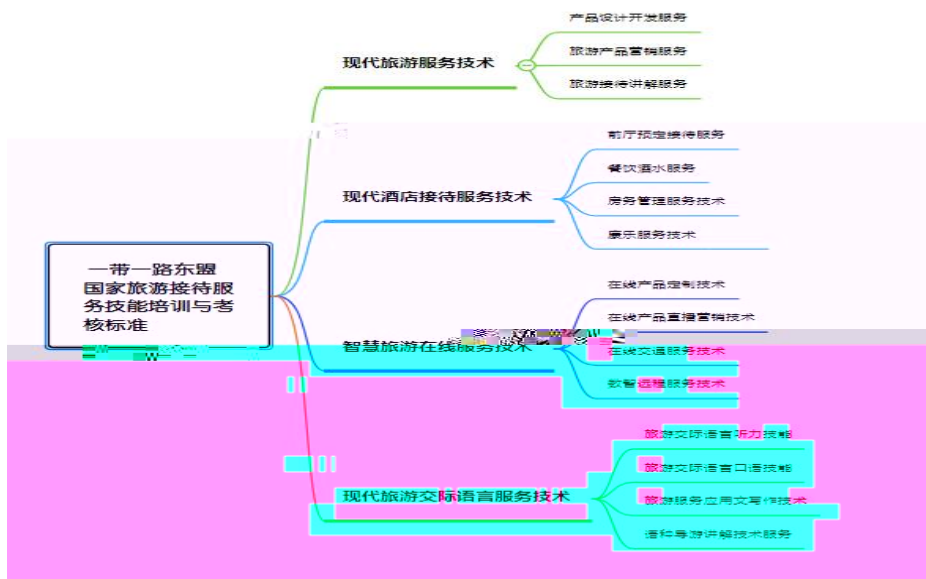 产品设计开发服务
现代旅游服务技术
旅游产品营销服务
旅游接待讲解服务
前厅预定接待服务
餐饮酒水服务
现代酒店接待服务技术
房务管理服务技术
康乐服务技术
一带一路东盟
国家旅游接待服
务技能培训与考
核标准
在线产品定制技术
在线产品直播营销技术
智慧旅游在线服务技术
在线交通服务技术
数智远程服务技术
旅游交际语言听力技能
旅游交际语言口语技能
现代旅游交际语言服务技术
旅游服务应用文写作技术
语种导游讲解技术服务